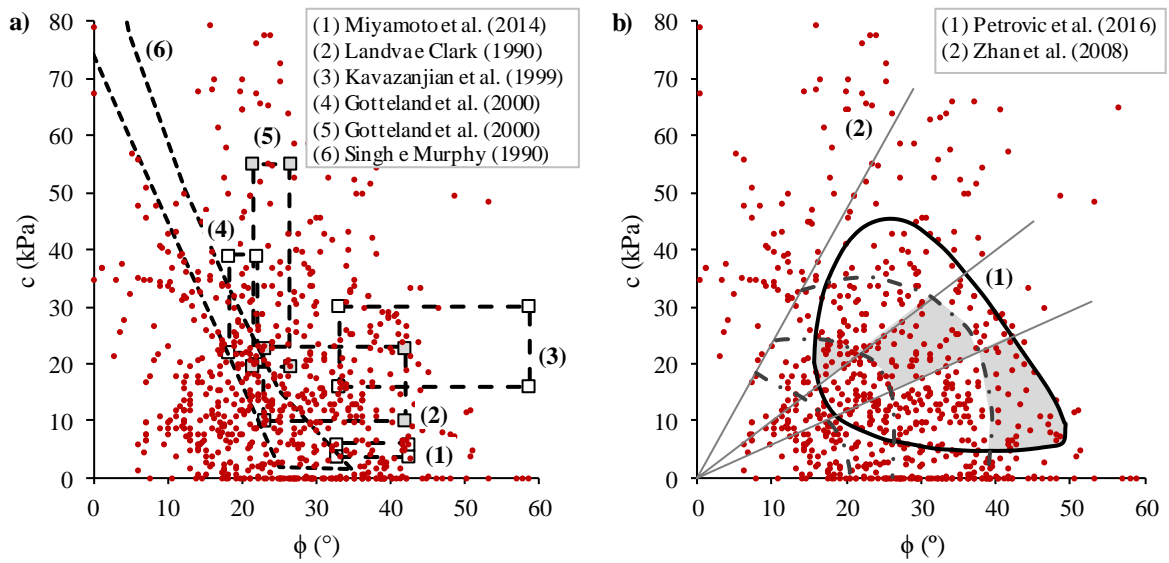 a)
(1) Miyamoto et al. (2014)
(2) Landva e Clark (1990)
(3) Kavazanjian et al. (1999)
(4) Gotteland et al. (2000)
(5) Gotteland et al. (2000)
(6) Singh e Murphy (1990)
80
70
60
50
40
30
20
10
0
c (kPa)
(6)
(5)
(4)
(3)
(2)
(1)
0 10 20 30 40 50 60
ϕ (°)
b)
(1) Petrovic et al. (2016)
(2) Zhan et al. 2008)
80
70
60
50
40
30
20
10
0
c (kPa)
(2)
(1)
0 10 20 30 40 50 60
ϕ (º)